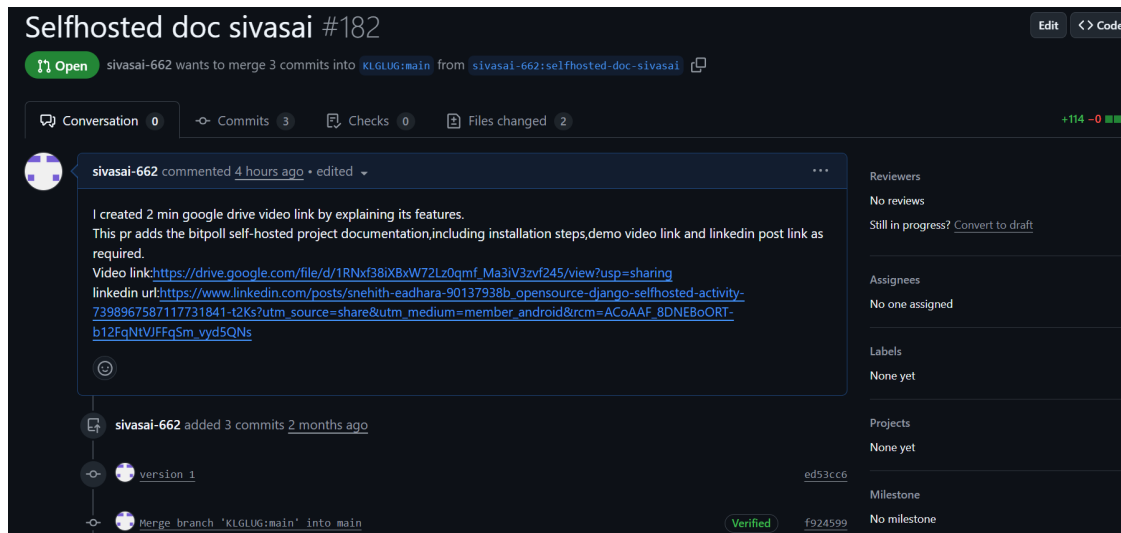 Selfhosted doc sivasai #182
Edit
<> Code
Open
sivasai-662 wants to merge 3 commits into KLGLUG:main from sivasai-662:selfhosted-doc-sivasai
Conversation 0
Commits 3
Checks 0
Files changed 2
+114 −0
sivasai-662 commented 4 hours ago • edited
I created 2 min google drive video link by explaining its features.
This pr adds the bitpoll self-hosted project documentation,including installation steps,demo video link and linkedin post link as
required.
Video link:https://drive.google.com/file/d/1RNxf38iXBxW72Lz0qmf_Ma3iV3zvf245/view?usp=sharing
linkedin url:https://www.linkedin.com/posts/snehith-eadhara-90137938b_opensource-django-selfhosted-activity-
7398967587117731841-t2Ks?utm_source=share&utm_medium=member_android&rcm=ACoAAF_8DNEBoORT-
b12FqNtVJFFqSm_vyd5QNs
sivasai-662 added 3 commits 2 months ago
version 1
ed53cc6
Merge branch 'KLGLUG:main' into main
Verified
f924599
Reviewers
No reviews
Still in progress? Convert to draft
Assignees
No one assigned
Labels
None yet
Projects
None yet
Milestone
No milestone